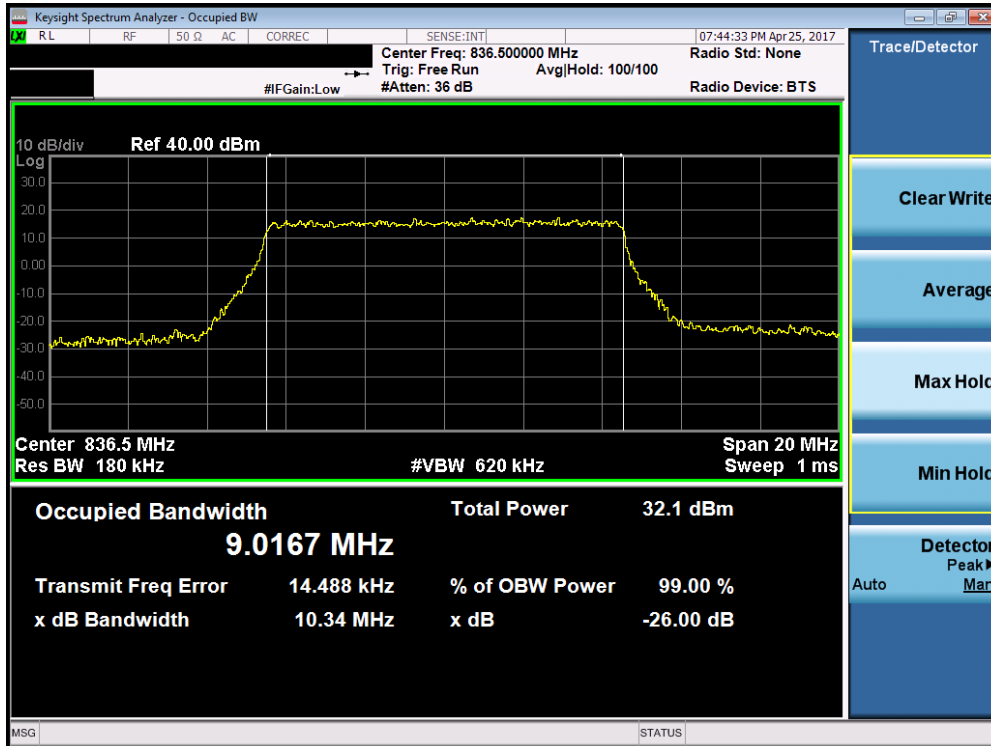 Keysight Spectrum Analyzer - Occupied BW
LXI RL RF 50 Ω AC CORREC SENSE:INT 07:44:33 PM Apr 25, 2017
Center Freq: 836.500000 MHz Radio Std: None
Trig: Free Run Avg|Hold: 100/100
#IFGain:Low #Atten: 36 dB Radio Device: BTS
Trace/Detector
10 dB/div Ref 40.00 dBm
Log
30.0
20.0
10.0
0.00
-10.0
-20.0
-30.0
-40.0
-50.0
Center 836.5 MHz Span 20 MHz
Res BW 180 kHz #VBW 620 kHz Sweep 1 ms
Occupied Bandwidth Total Power 32.1 dBm
9.0167 MHz
Transmit Freq Error 14.488 kHz % of OBW Power 99.00 %
x dB Bandwidth 10.34 MHz x dB -26.00 dB
Clear Write
Average
Max Hold
Min Hold
Detector
Peak
Auto Man
MSG STATUS